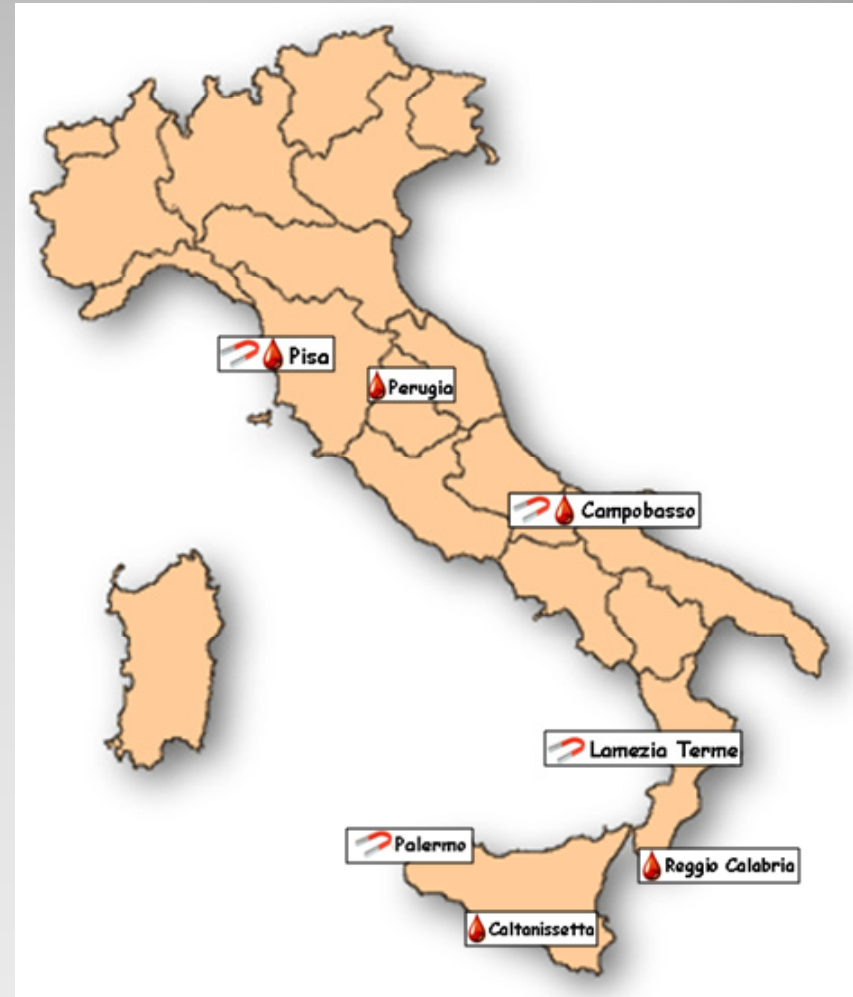 Pisa
Perugia
Campobasso
Lamezia Terme
Palermo
Reggio Calabria
Caltanissetta